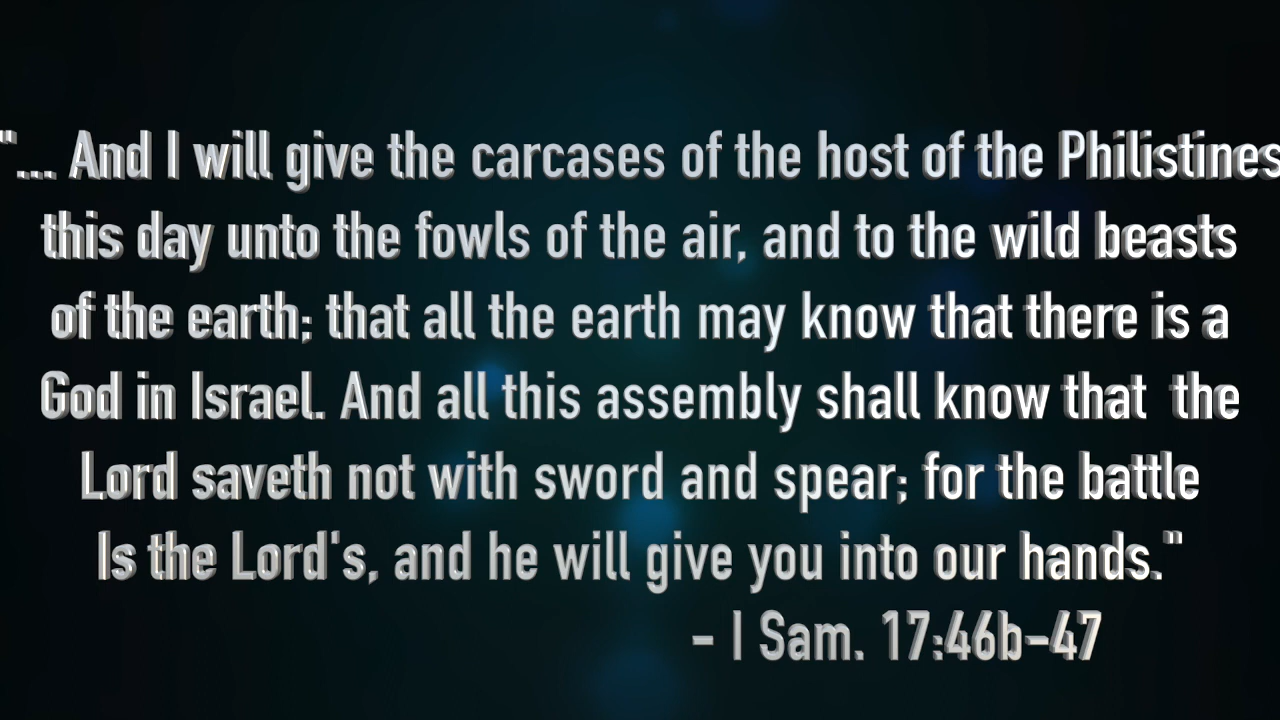 "... And I will give the carcases of the host of the Philistines
this day unto the fowls of the air, and to the wild beasts
of the earth; that all the earth may know that there is a
God in Israel. And all this assembly shall know that  the
Lord saveth not with sword and spear; for the battle
Is the Lord's, and he will give you into our hands."
- I Sam. 17:46b-47